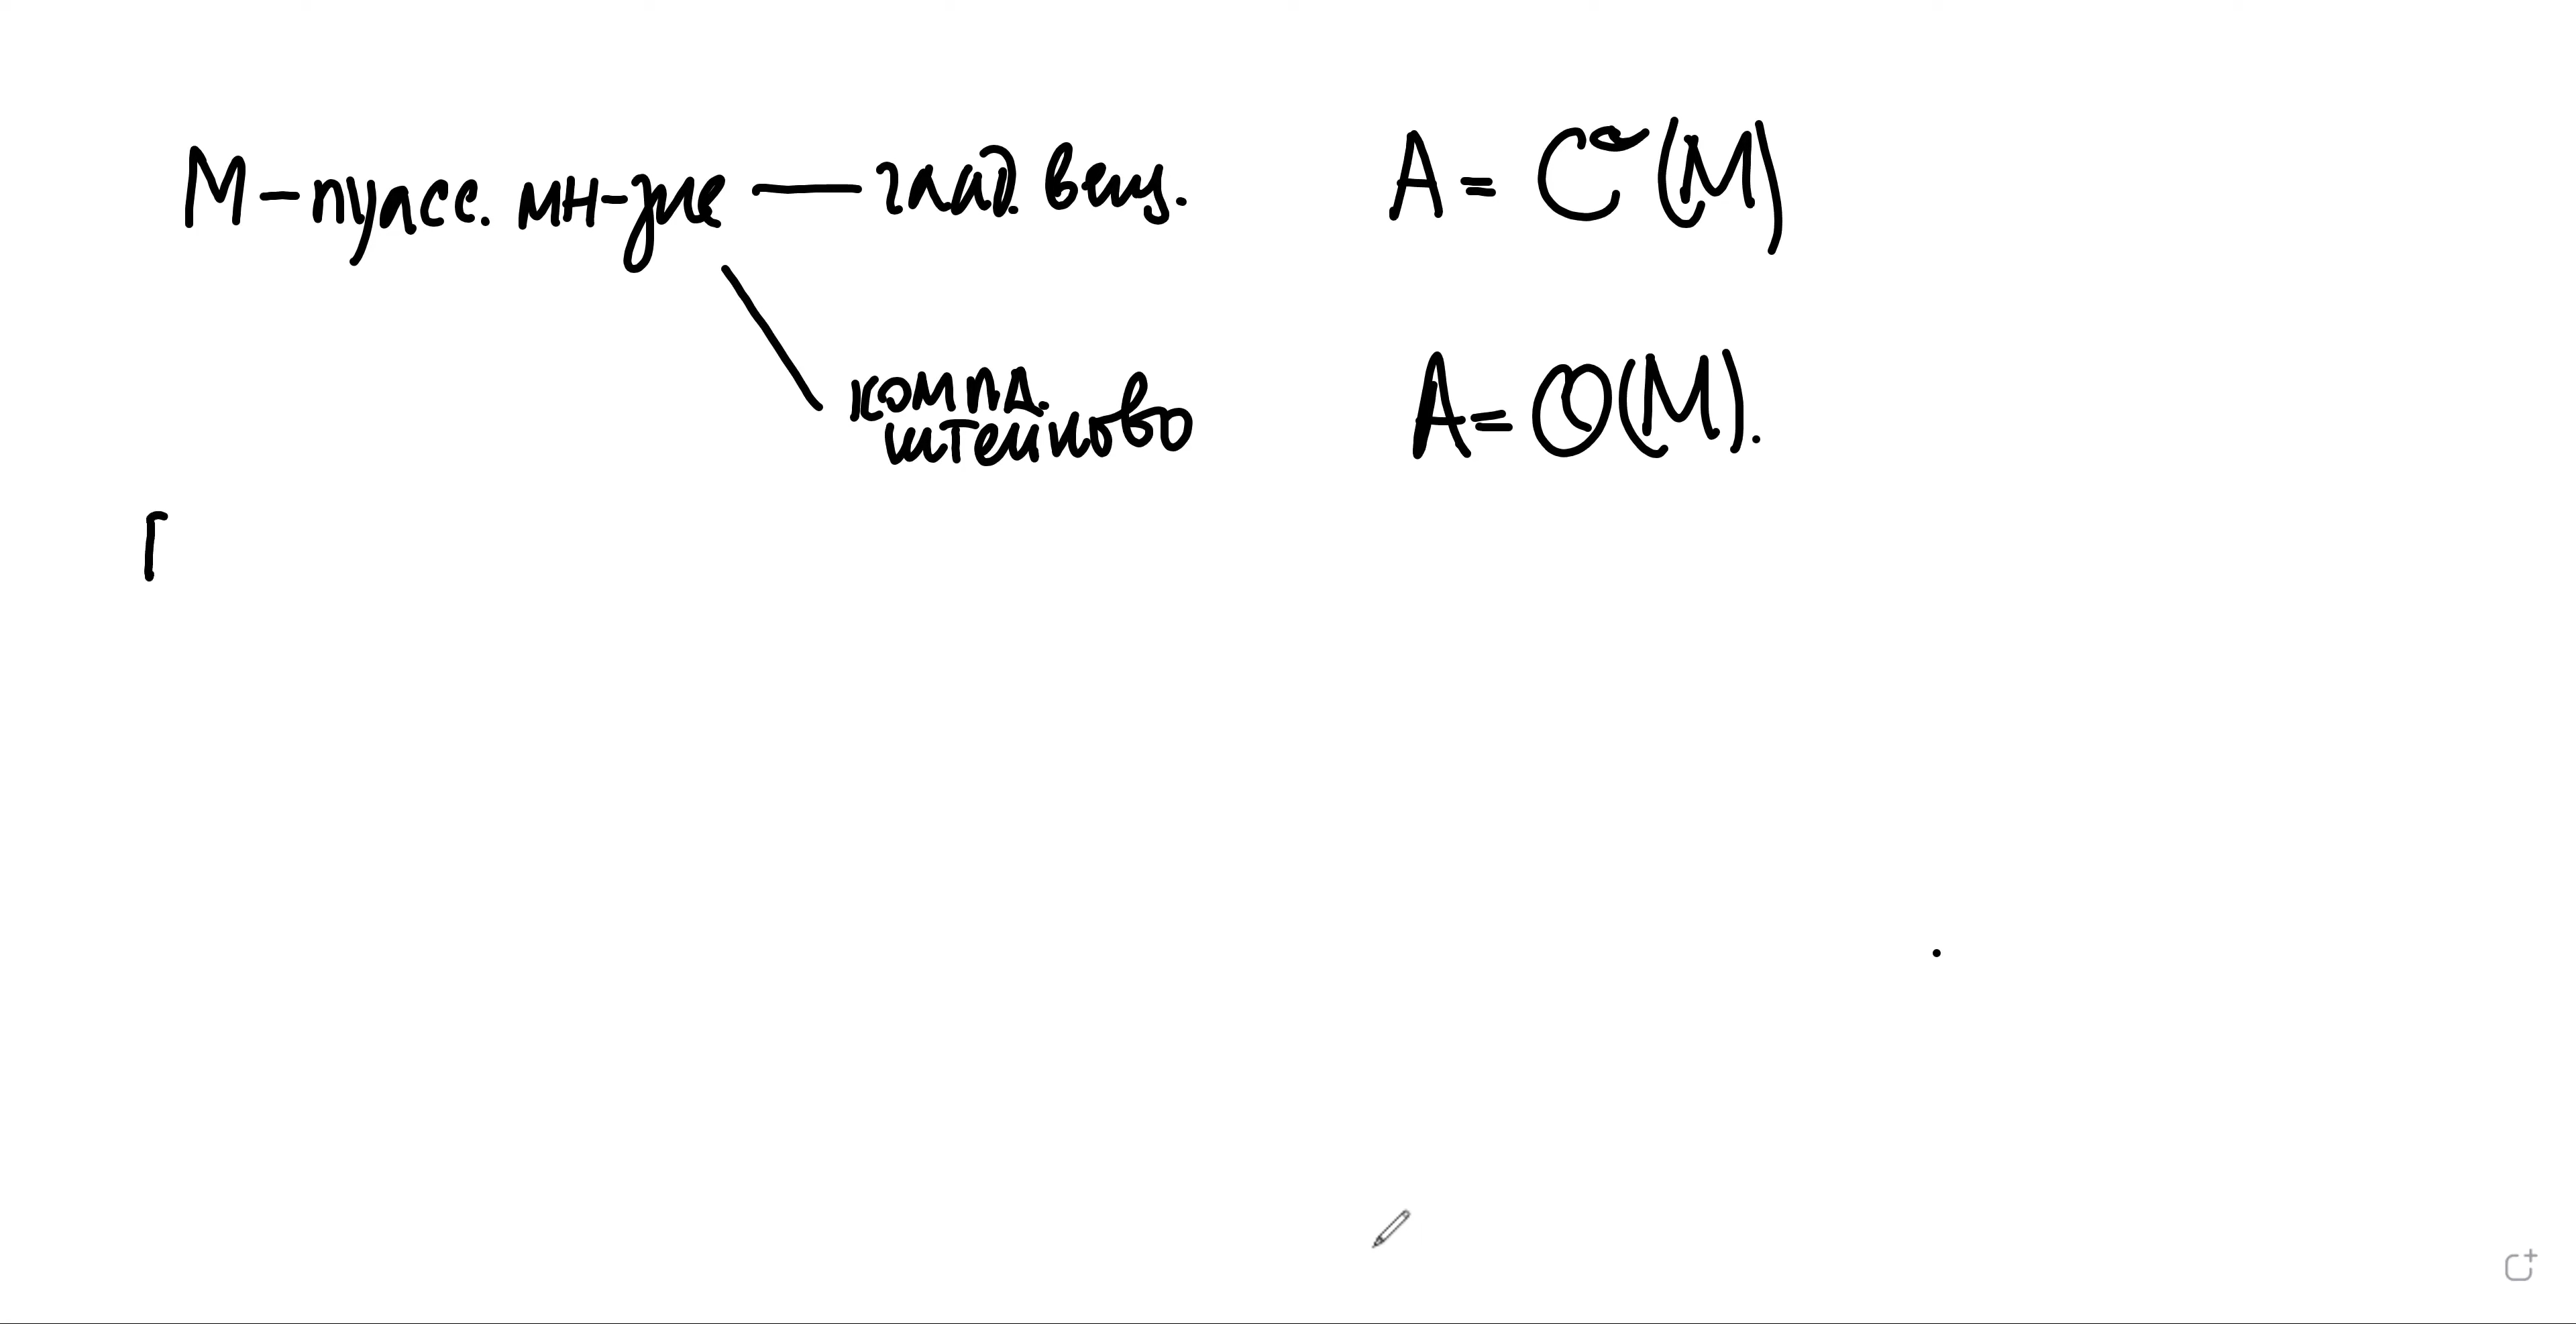 M – пуасс. мн-зие — глад. вещ. A = C^∞(M)
компл. штейново A = O(M).
Г